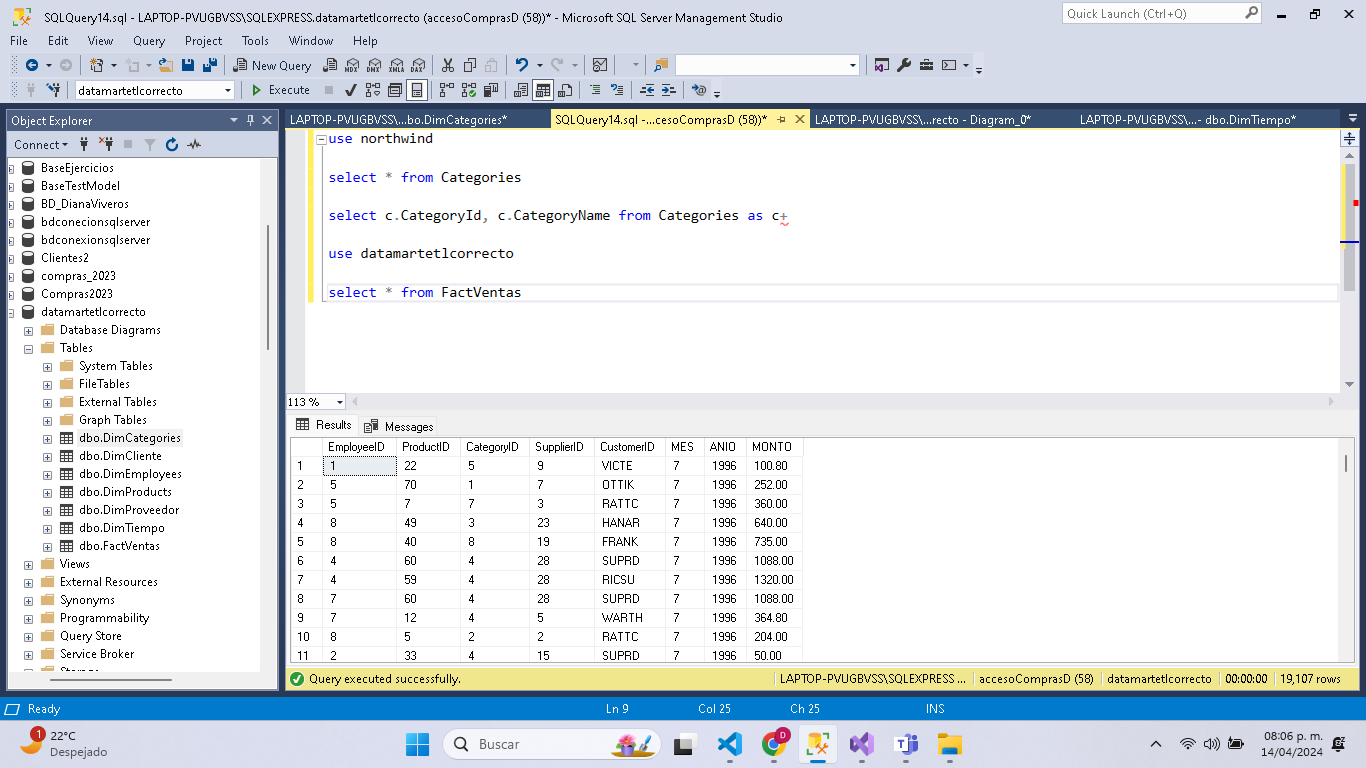 SQLQuery14.sql - LAPTOP-PVUGBVSS\SQLEXPRESS.datamartetlcorrecto (accesoComprasD (58))* - Microsoft SQL Server Management Studio
Quick Launch (Ctrl+Q)
File Edit View Query Project Tools Window Help
New Query
MDX DMX XMLA DAX
datamartetlcorrecto
Execute
Object Explorer
Connect
BaseEjercicios
BaseTestModel
BD_DianaViveros
bdconecionsqlserver
bdconexionsqlserver
Clientes2
compras_2023
Compras2023
datamartetlcorrecto
Database Diagrams
Tables
System Tables
FileTables
External Tables
Graph Tables
dbo.DimCategories
dbo.DimCliente
dbo.DimEmployees
dbo.DimProducts
dbo.DimProveedor
dbo.DimTiempo
dbo.FactVentas
Views
External Resources
Synonyms
Programmability
Query Store
Service Broker
Storage
LAPTOP-PVUGBVSS\...bo.DimCategories*
SQLQuery14.sql -...cesoComprasD (58))*
LAPTOP-PVUGBVSS\...recto - Diagram_0*
LAPTOP-PVUGBVSS\...- dbo.DimTiempo*
use northwind
select * from Categories
select c.CategoryId, c.CategoryName from Categories as c+
use datamartetlcorrecto
select * from FactVentas
113 %
Results Messages
EmployeeID ProductID CategoryID SupplierID CustomerID MES ANIO MONTO
1 1 22 5 9 VICTE 7 1996 100.80
2 5 70 1 7 OTTIK 7 1996 252.00
3 5 7 7 3 RATTC 7 1996 360.00
4 8 49 3 23 HANAR 7 1996 640.00
5 8 40 8 19 FRANK 7 1996 735.00
6 4 60 4 28 SUPRD 7 1996 1088.00
7 4 59 4 28 RICSU 7 1996 1320.00
8 7 60 4 28 SUPRD 7 1996 1088.00
9 7 12 4 5 WARTH 7 1996 364.80
10 8 5 2 2 RATTC 7 1996 204.00
11 2 33 4 15 SUPRD 7 1996 50.00
Query executed successfully.
LAPTOP-PVUGBVSS\SQLEXPRESS ... accesoComprasD (58) datamartetlcorrecto 00:00:00 19,107 rows
Ready Ln 9 Col 25 Ch 25 INS
1
22°C
Despejado
Buscar
D
08:06 p. m.
14/04/2024